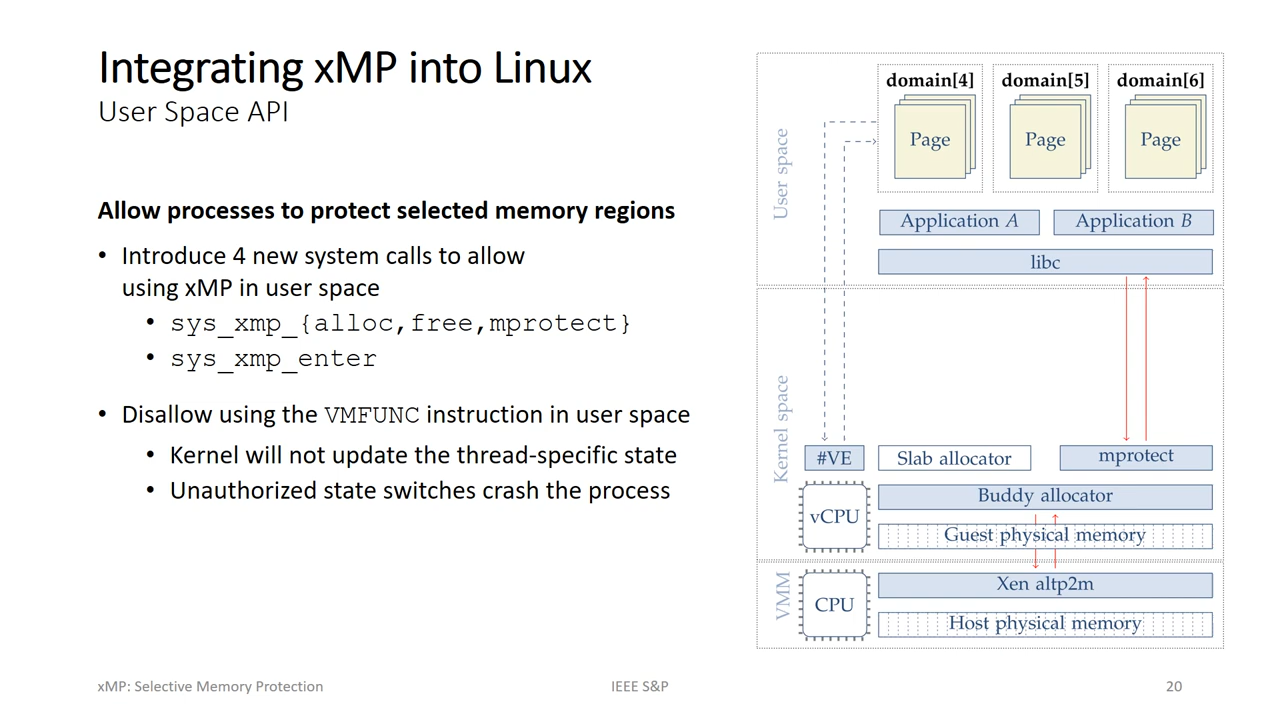 Integrating xMP into Linux
User Space API
Allow processes to protect selected memory regions
• Introduce 4 new system calls to allow
using xMP in user space
• sys_xmp_{alloc,free,mprotect}
• sys_xmp_enter
• Disallow using the VMFUNC instruction in user space
• Kernel will not update the thread-specific state
• Unauthorized state switches crash the process
User space
domain[4]
domain[5]
domain[6]
Page
Page
Page
Application A
Application B
libc
Kernel space
#VE
Slab allocator
mprotect
vCPU
Buddy allocator
Guest physical memory
VMM
CPU
Xen altp2m
Host physical memory
xMP: Selective Memory Protection
IEEE S&P
20